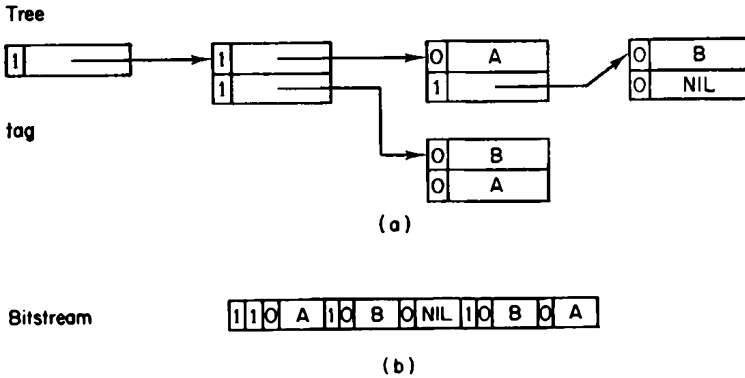 Tree
1 1 0 A 0 B
1 1 0 NIL
tag
0 B
0 A
(a)
Bitstream 1 1 0 A 1 0 B 0 NIL 1 0 B 0 A
(b)